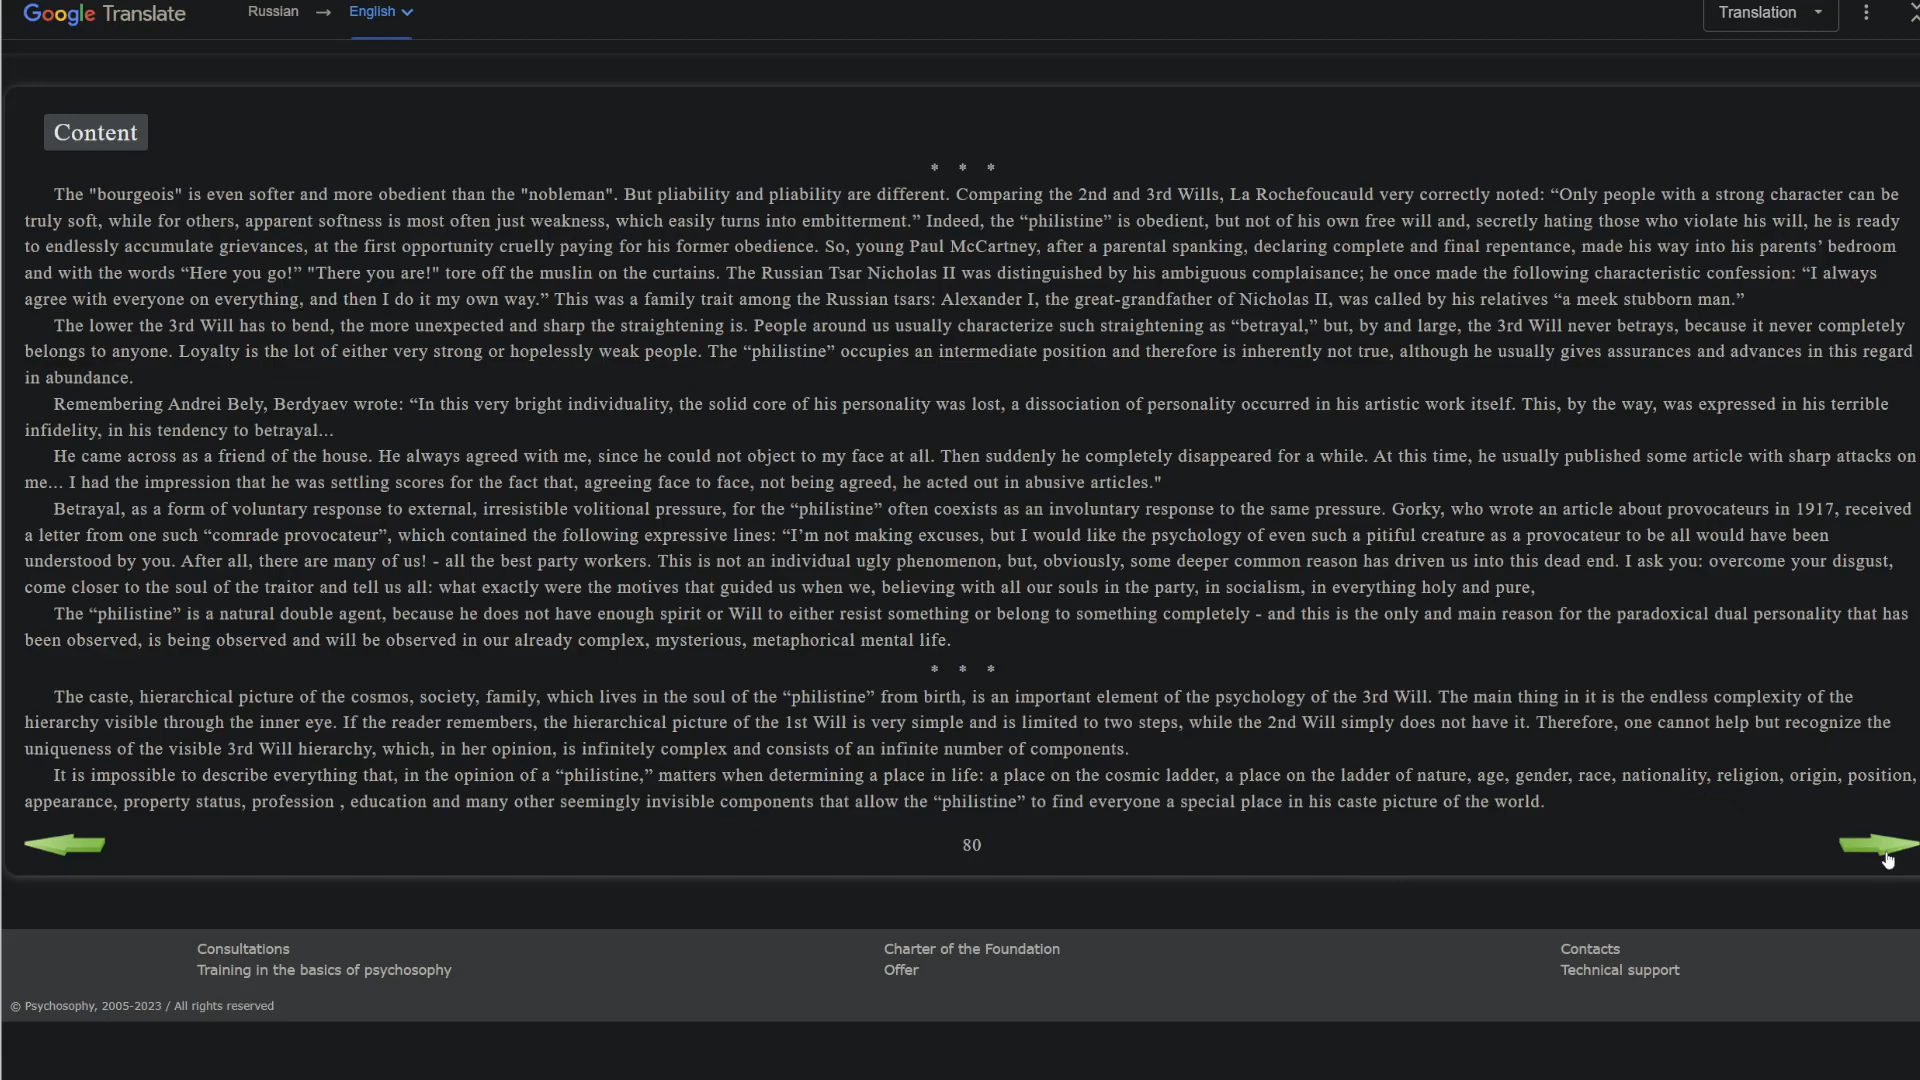 Google Translate
Russian → English
Translation
Content
* * *
The "bourgeois" is even softer and more obedient than the "nobleman". But pliability and pliability are different. Comparing the 2nd and 3rd Wills, La Rochefoucauld very correctly noted: “Only people with a strong character can be
truly soft, while for others, apparent softness is most often just weakness, which easily turns into embitterment.” Indeed, the “philistine” is obedient, but not of his own free will and, secretly hating those who violate his will, he is ready
to endlessly accumulate grievances, at the first opportunity cruelly paying for his former obedience. So, young Paul McCartney, after a parental spanking, declaring complete and final repentance, made his way into his parents’ bedroom
and with the words “Here you go!” "There you are!" tore off the muslin on the curtains. The Russian Tsar Nicholas II was distinguished by his ambiguous complaisance; he once made the following characteristic confession: “I always
agree with everyone on everything, and then I do it my own way.” This was a family trait among the Russian tsars: Alexander I, the great-grandfather of Nicholas II, was called by his relatives “a meek stubborn man.”
The lower the 3rd Will has to bend, the more unexpected and sharp the straightening is. People around us usually characterize such straightening as “betrayal,” but, by and large, the 3rd Will never betrays, because it never completely
belongs to anyone. Loyalty is the lot of either very strong or hopelessly weak people. The “philistine” occupies an intermediate position and therefore is inherently not true, although he usually gives assurances and advances in this regard
in abundance.
Remembering Andrei Bely, Berdyaev wrote: “In this very bright individuality, the solid core of his personality was lost, a dissociation of personality occurred in his artistic work itself. This, by the way, was expressed in his terrible
infidelity, in his tendency to betrayal...
He came across as a friend of the house. He always agreed with me, since he could not object to my face at all. Then suddenly he completely disappeared for a while. At this time, he usually published some article with sharp attacks on
me... I had the impression that he was settling scores for the fact that, agreeing face to face, not being agreed, he acted out in abusive articles."
Betrayal, as a form of voluntary response to external, irresistible volitional pressure, for the “philistine” often coexists as an involuntary response to the same pressure. Gorky, who wrote an article about provocateurs in 1917, received
a letter from one such “comrade provocateur”, which contained the following expressive lines: “I’m not making excuses, but I would like the psychology of even such a pitiful creature as a provocateur to be all would have been
understood by you. After all, there are many of us! - all the best party workers. This is not an individual ugly phenomenon, but, obviously, some deeper common reason has driven us into this dead end. I ask you: overcome your disgust,
come closer to the soul of the traitor and tell us all: what exactly were the motives that guided us when we, believing with all our souls in the party, in socialism, in everything holy and pure,
The “philistine” is a natural double agent, because he does not have enough spirit or Will to either resist something or belong to something completely - and this is the only and main reason for the paradoxical dual personality that has
been observed, is being observed and will be observed in our already complex, mysterious, metaphorical mental life.
* * *
The caste, hierarchical picture of the cosmos, society, family, which lives in the soul of the “philistine” from birth, is an important element of the psychology of the 3rd Will. The main thing in it is the endless complexity of the
hierarchy visible through the inner eye. If the reader remembers, the hierarchical picture of the 1st Will is very simple and is limited to two steps, while the 2nd Will simply does not have it. Therefore, one cannot help but recognize the
uniqueness of the visible 3rd Will hierarchy, which, in her opinion, is infinitely complex and consists of an infinite number of components.
It is impossible to describe everything that, in the opinion of a “philistine,” matters when determining a place in life: a place on the cosmic ladder, a place on the ladder of nature, age, gender, race, nationality, religion, origin, position,
appearance, property status, profession , education and many other seemingly invisible components that allow the “philistine” to find everyone a special place in his caste picture of the world.
80
Consultations
Training in the basics of psychosophy
Charter of the Foundation
Offer
Contacts
Technical support
© Psychosophy, 2005-2023 / All rights reserved